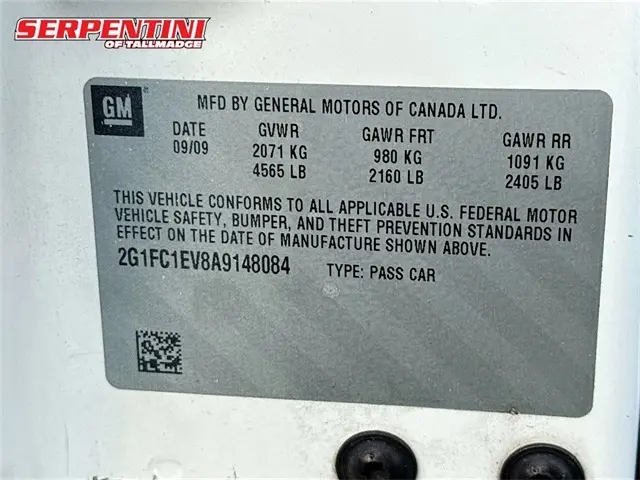 SERPENTINI
OF TALLMADGE
GM
MFD BY GENERAL MOTORS OF CANADA LTD.
DATE GVWR GAWR FRT GAWR RR
09/09 2071 KG 980 KG 1091 KG
4565 LB 2160 LB 2405 LB
THIS VEHICLE CONFORMS TO ALL APPLICABLE U.S. FEDERAL MOTOR
VEHICLE SAFETY, BUMPER, AND THEFT PREVENTION STANDARDS IN
EFFECT ON THE DATE OF MANUFACTURE SHOWN ABOVE.
2G1FC1EV8A9148084 TYPE: PASS CAR